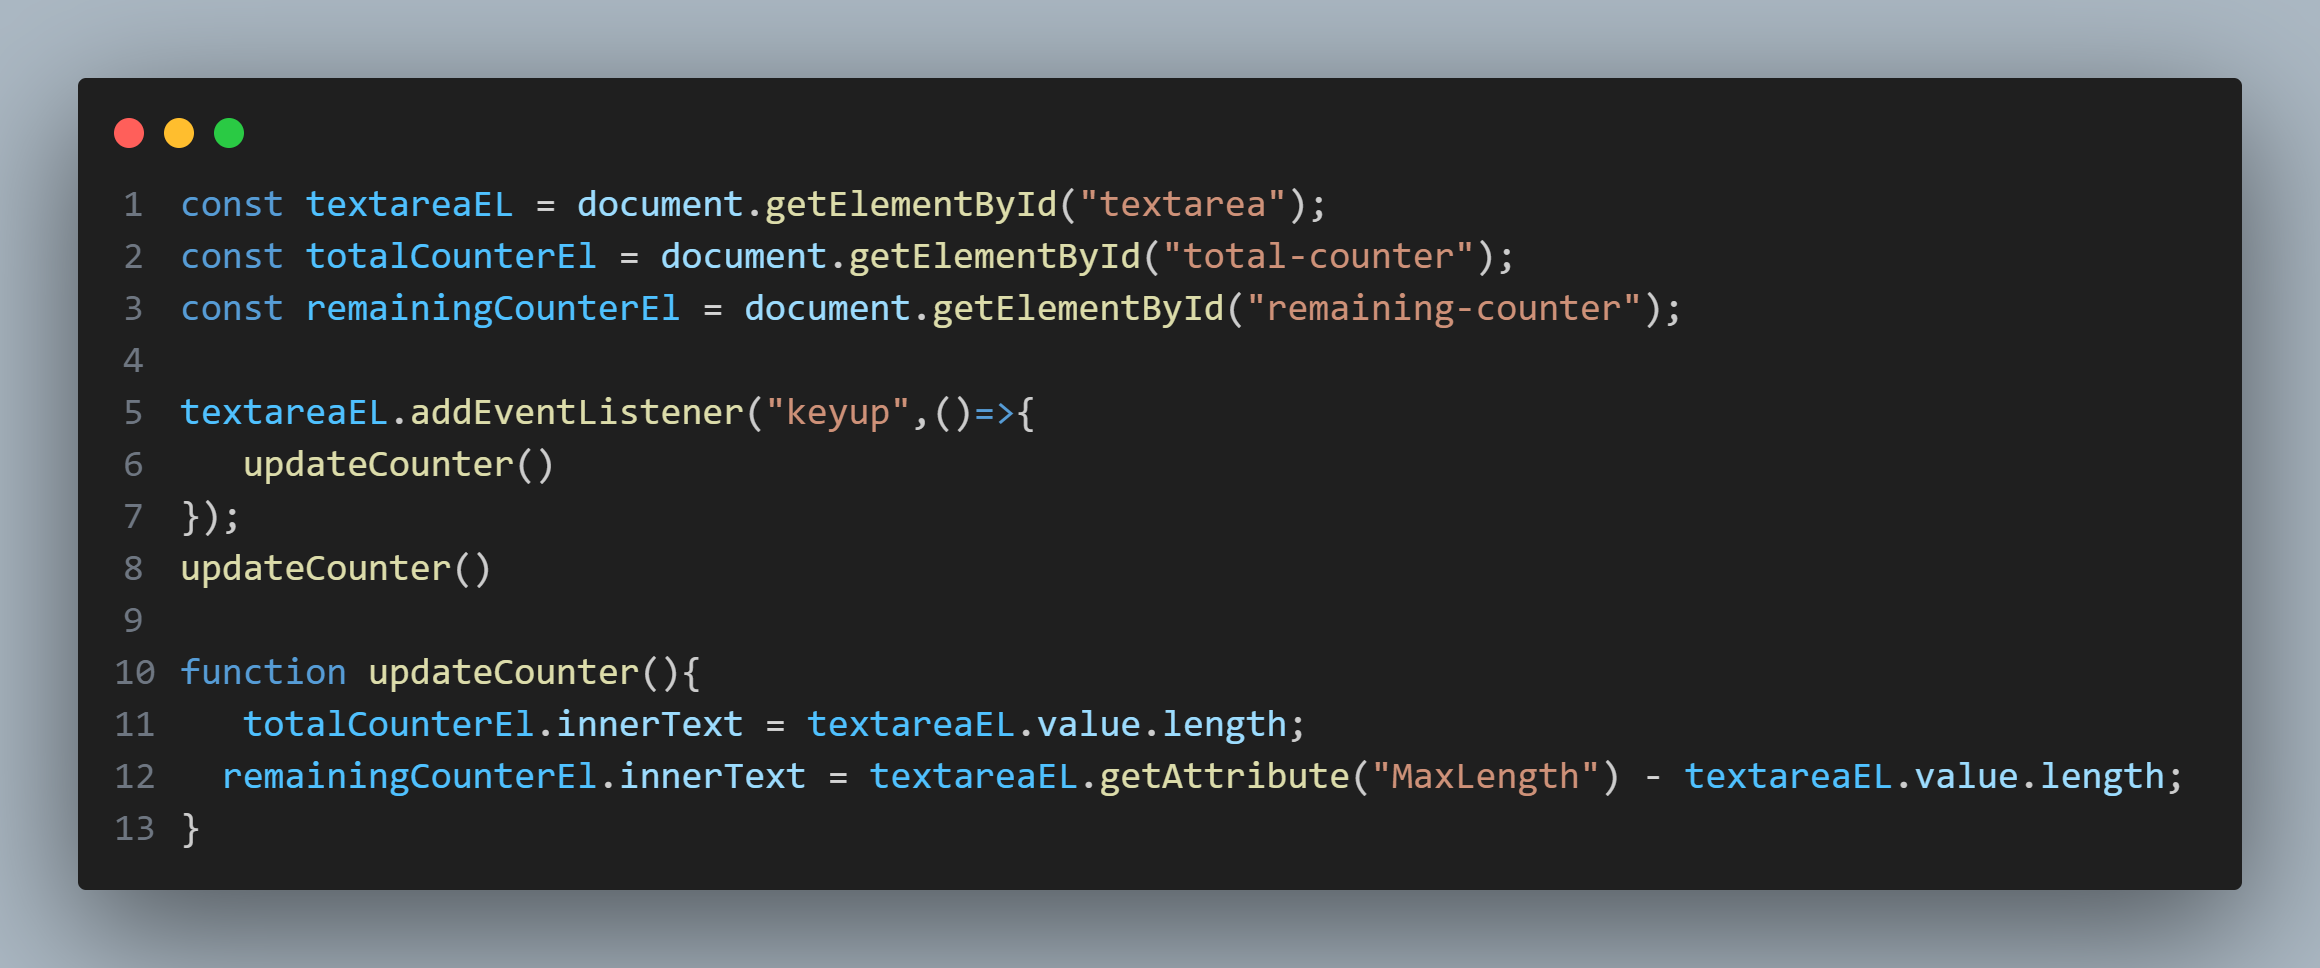 1 const textareaEL = document.getElementById("textarea");
2 const totalCounterEl = document.getElementById("total-counter");
3 const remainingCounterEl = document.getElementById("remaining-counter");
4
5 textareaEL.addEventListener("keyup",()=>{
6    updateCounter()
7 });
8 updateCounter()
9
10 function updateCounter(){
11    totalCounterEl.innerText = textareaEL.value.length;
12   remainingCounterEl.innerText = textareaEL.getAttribute("MaxLength") - textareaEL.value.length;
13 }